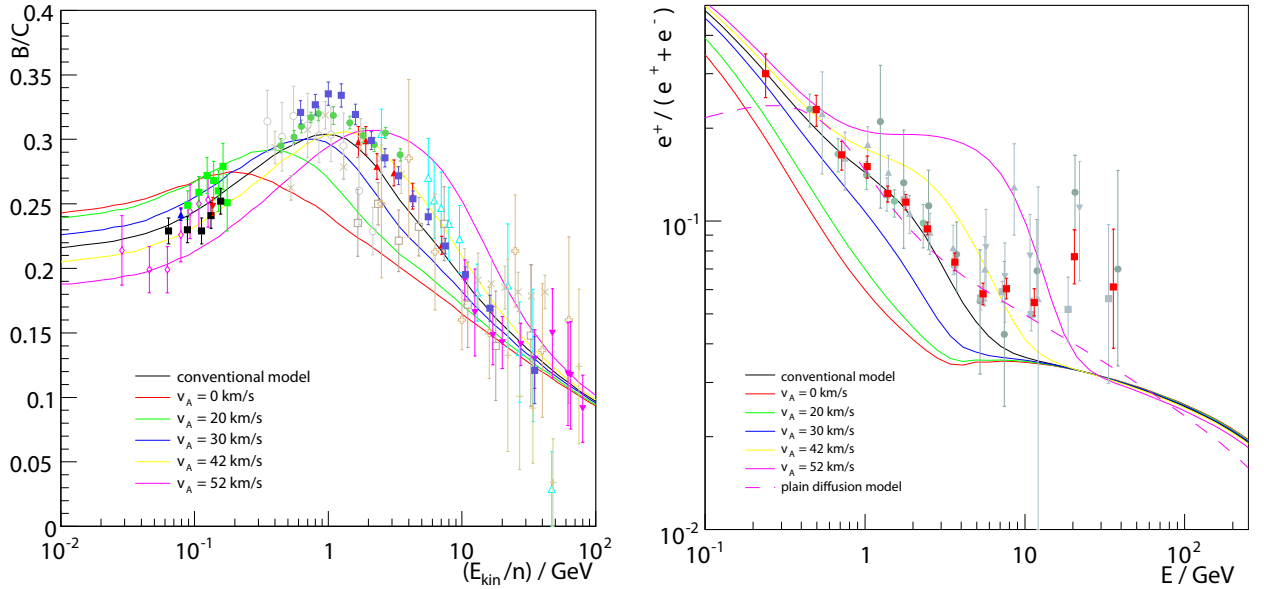 B/C
0.4
0.35
0.3
0.25
0.2
0.15
0.1
0.05
0
conventional model
v_A = 0 km/s
v_A = 20 km/s
v_A = 30 km/s
v_A = 42 km/s
v_A = 52 km/s
10^-2
10^-1
1
10
10^2
(E_kin/n) / GeV
e^+ / (e^+ + e^-)
10^-1
10^-2
conventional model
v_A = 0 km/s
v_A = 20 km/s
v_A = 30 km/s
v_A = 42 km/s
v_A = 52 km/s
plain diffusion model
10^-1
1
10
10^2
E / GeV